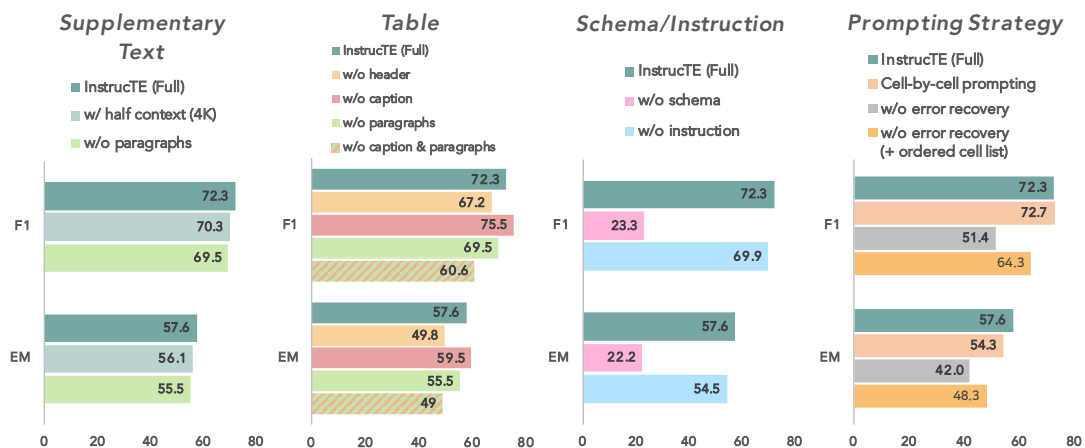 Supplementary
Text
InstrucTE (Full)
w/ half context (4K)
w/o paragraphs
F1
72.3
70.3
69.5
EM
57.6
56.1
55.5
0 20 40 60 80
Table
InstrucTE (Full)
w/o header
w/o caption
w/o paragraphs
w/o caption & paragraphs
F1
72.3
67.2
75.5
69.5
60.6
EM
57.6
49.8
59.5
55.5
49
0 20 40 60 80
Schema/Instruction
InstrucTE (Full)
w/o schema
w/o instruction
F1
72.3
23.3
69.9
EM
57.6
22.2
54.5
0 20 40 60 80
Prompting Strategy
InstrucTE (Full)
Cell-by-cell prompting
w/o error recovery
w/o error recovery
(+ ordered cell list)
F1
72.3
72.7
51.4
64.3
EM
57.6
54.3
42.0
48.3
0 20 40 60 80